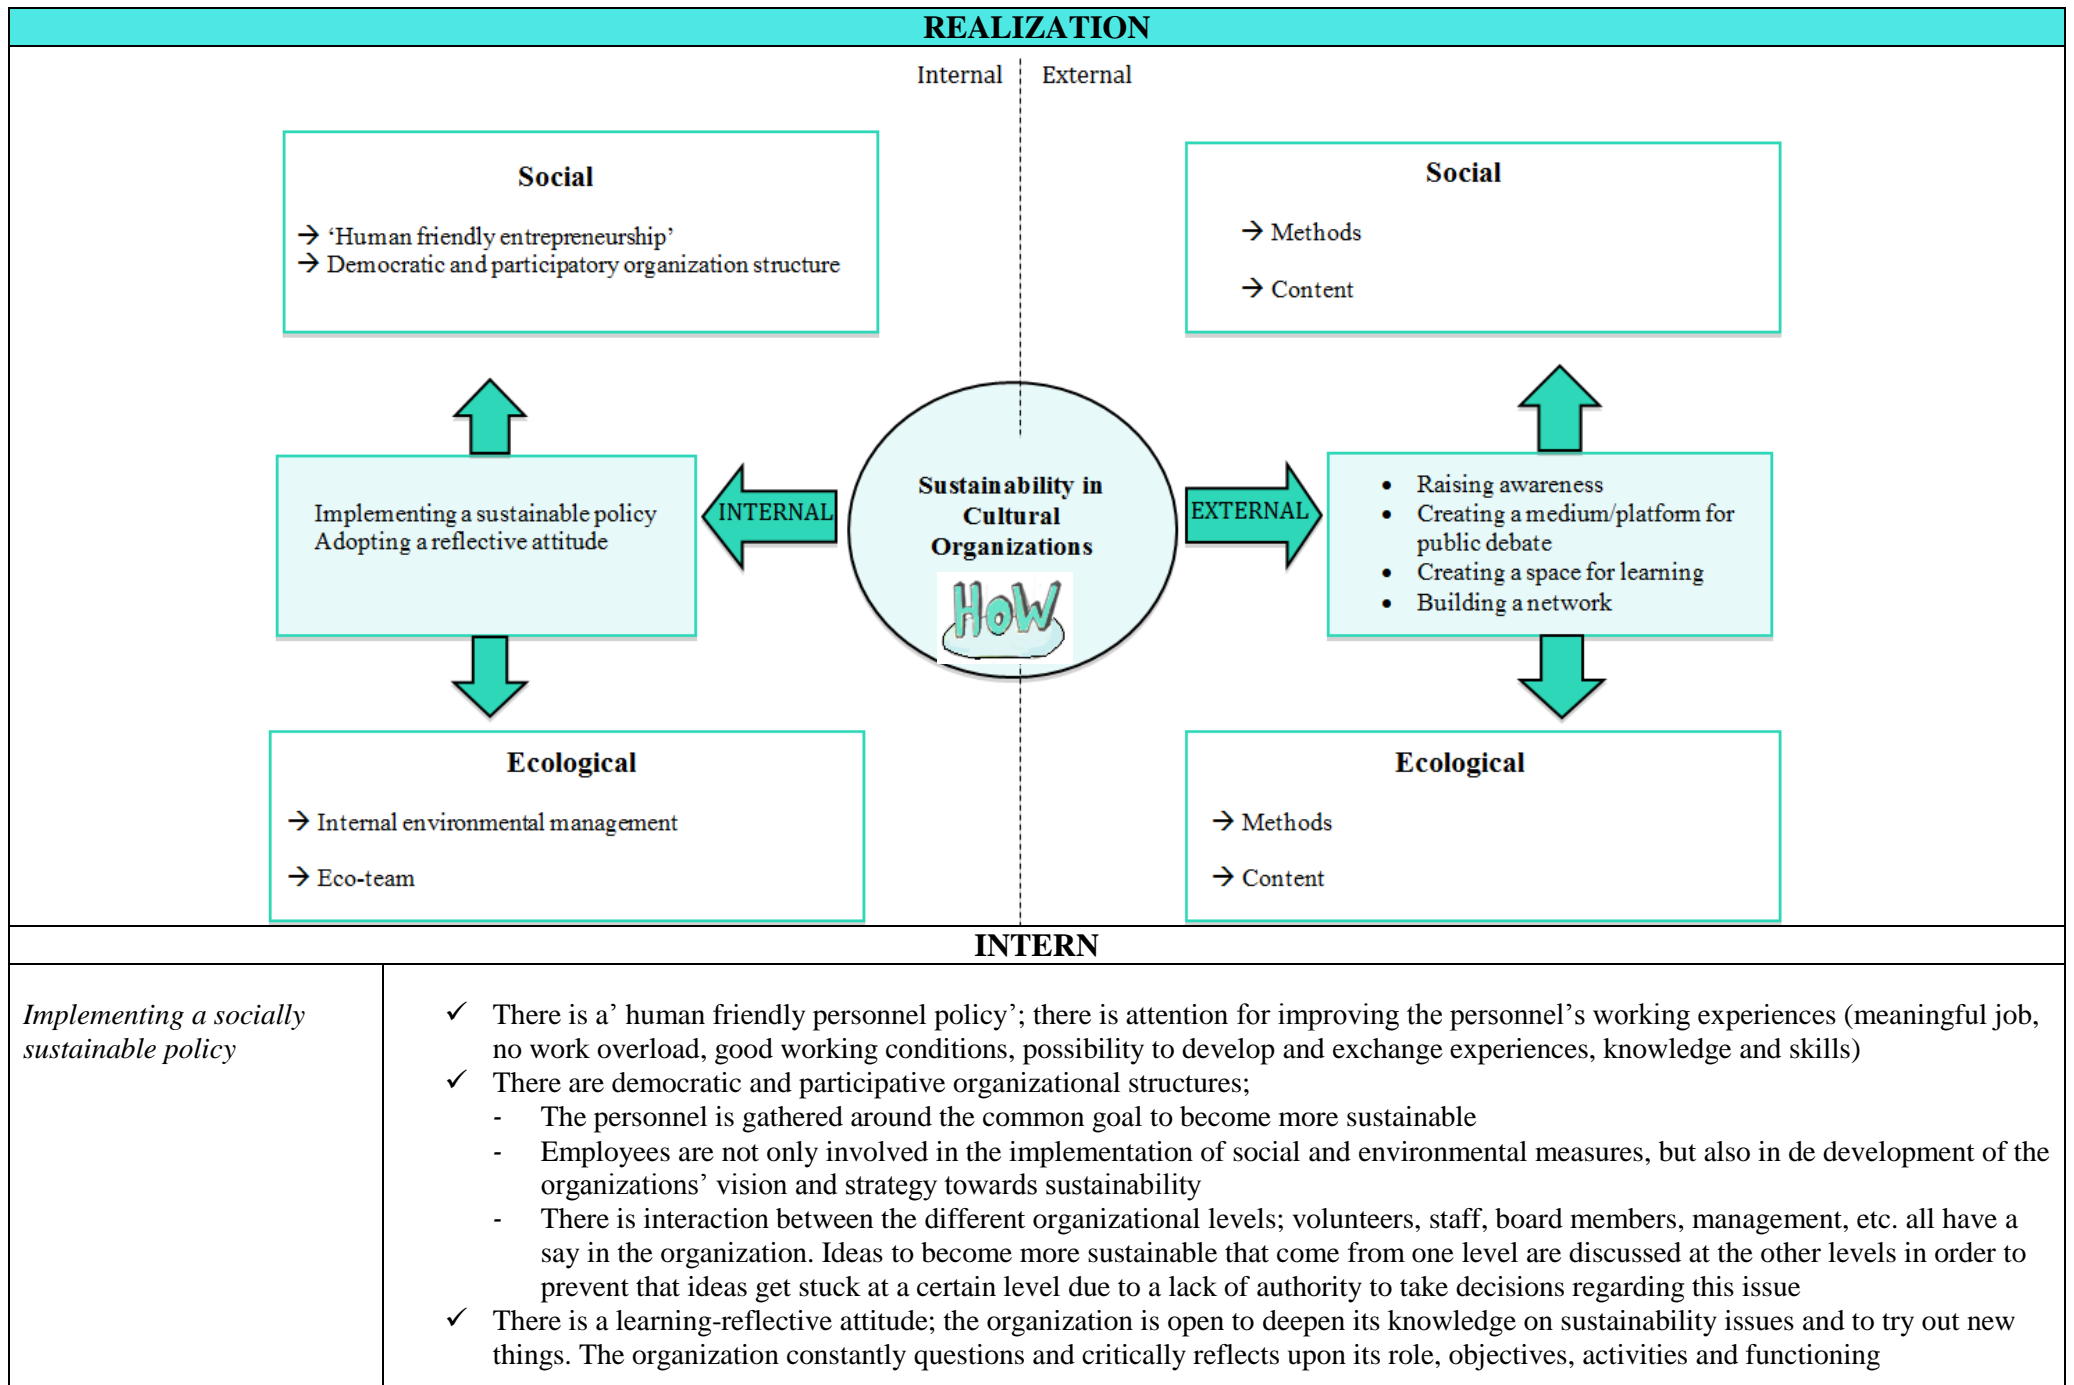 REALIZATION
Internal
External
Social
→ ‘Human friendly entrepreneurship’
→ Democratic and participatory organization structure
Social
→ Methods
→ Content
Implementing a sustainable policy
Adopting a reflective attitude
INTERNAL
Sustainability in
Cultural
Organizations
HoW
EXTERNAL
• Raising awareness
• Creating a medium/platform for
public debate
• Creating a space for learning
• Building a network
Ecological
→ Internal environmental management
→ Eco-team
Ecological
→ Methods
→ Content
INTERN
Implementing a socially
sustainable policy
✓ There is a’ human friendly personnel policy’; there is attention for improving the personnel’s working experiences (meaningful job,
no work overload, good working conditions, possibility to develop and exchange experiences, knowledge and skills)
✓ There are democratic and participative organizational structures;
- The personnel is gathered around the common goal to become more sustainable
- Employees are not only involved in the implementation of social and environmental measures, but also in de development of the
organizations’ vision and strategy towards sustainability
- There is interaction between the different organizational levels; volunteers, staff, board members, management, etc. all have a
say in the organization. Ideas to become more sustainable that come from one level are discussed at the other levels in order to
prevent that ideas get stuck at a certain level due to a lack of authority to take decisions regarding this issue
✓ There is a learning-reflective attitude; the organization is open to deepen its knowledge on sustainability issues and to try out new
things. The organization constantly questions and critically reflects upon its role, objectives, activities and functioning